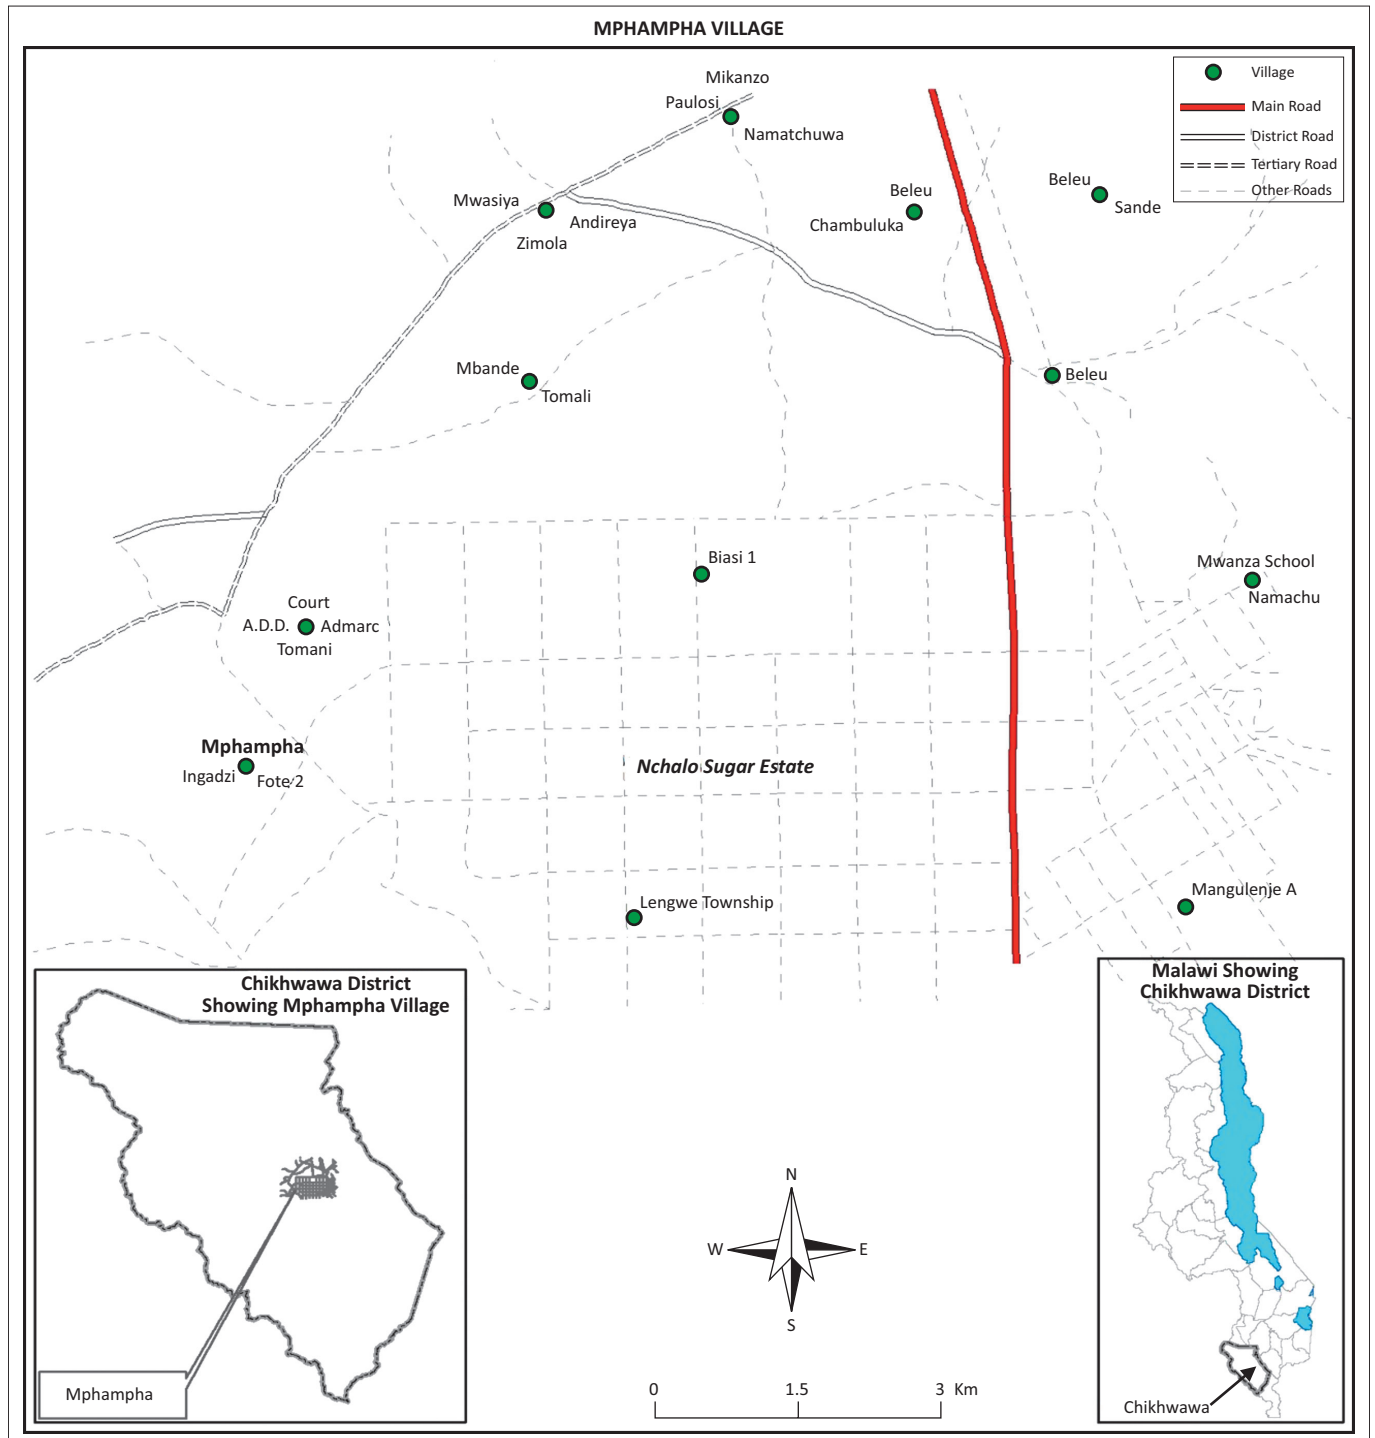 MPHAMPHA VILLAGE
Mikanzo
Paulosi
Namatchuwa
Village
Main Road
District Road
Tertiary Road
Other Roads
Mwasiya
Andireya
Zimola
Beleu
Chambuluka
Beleu
Sande
Mbande
Tomali
Beleu
Biasi 1
Mwanza School
Namachu
Court
A.D.D. Admarc
Tomani
Mphampha
Ingadzi Fote 2
Nchalo Sugar Estate
Lengwe Township
Mangulenje A
Chikhwawa District
Showing Mphampha Village
Mphampha
N
W E
S
0 1.5 3 Km
Malawi Showing
Chikhwawa District
Chikhwawa